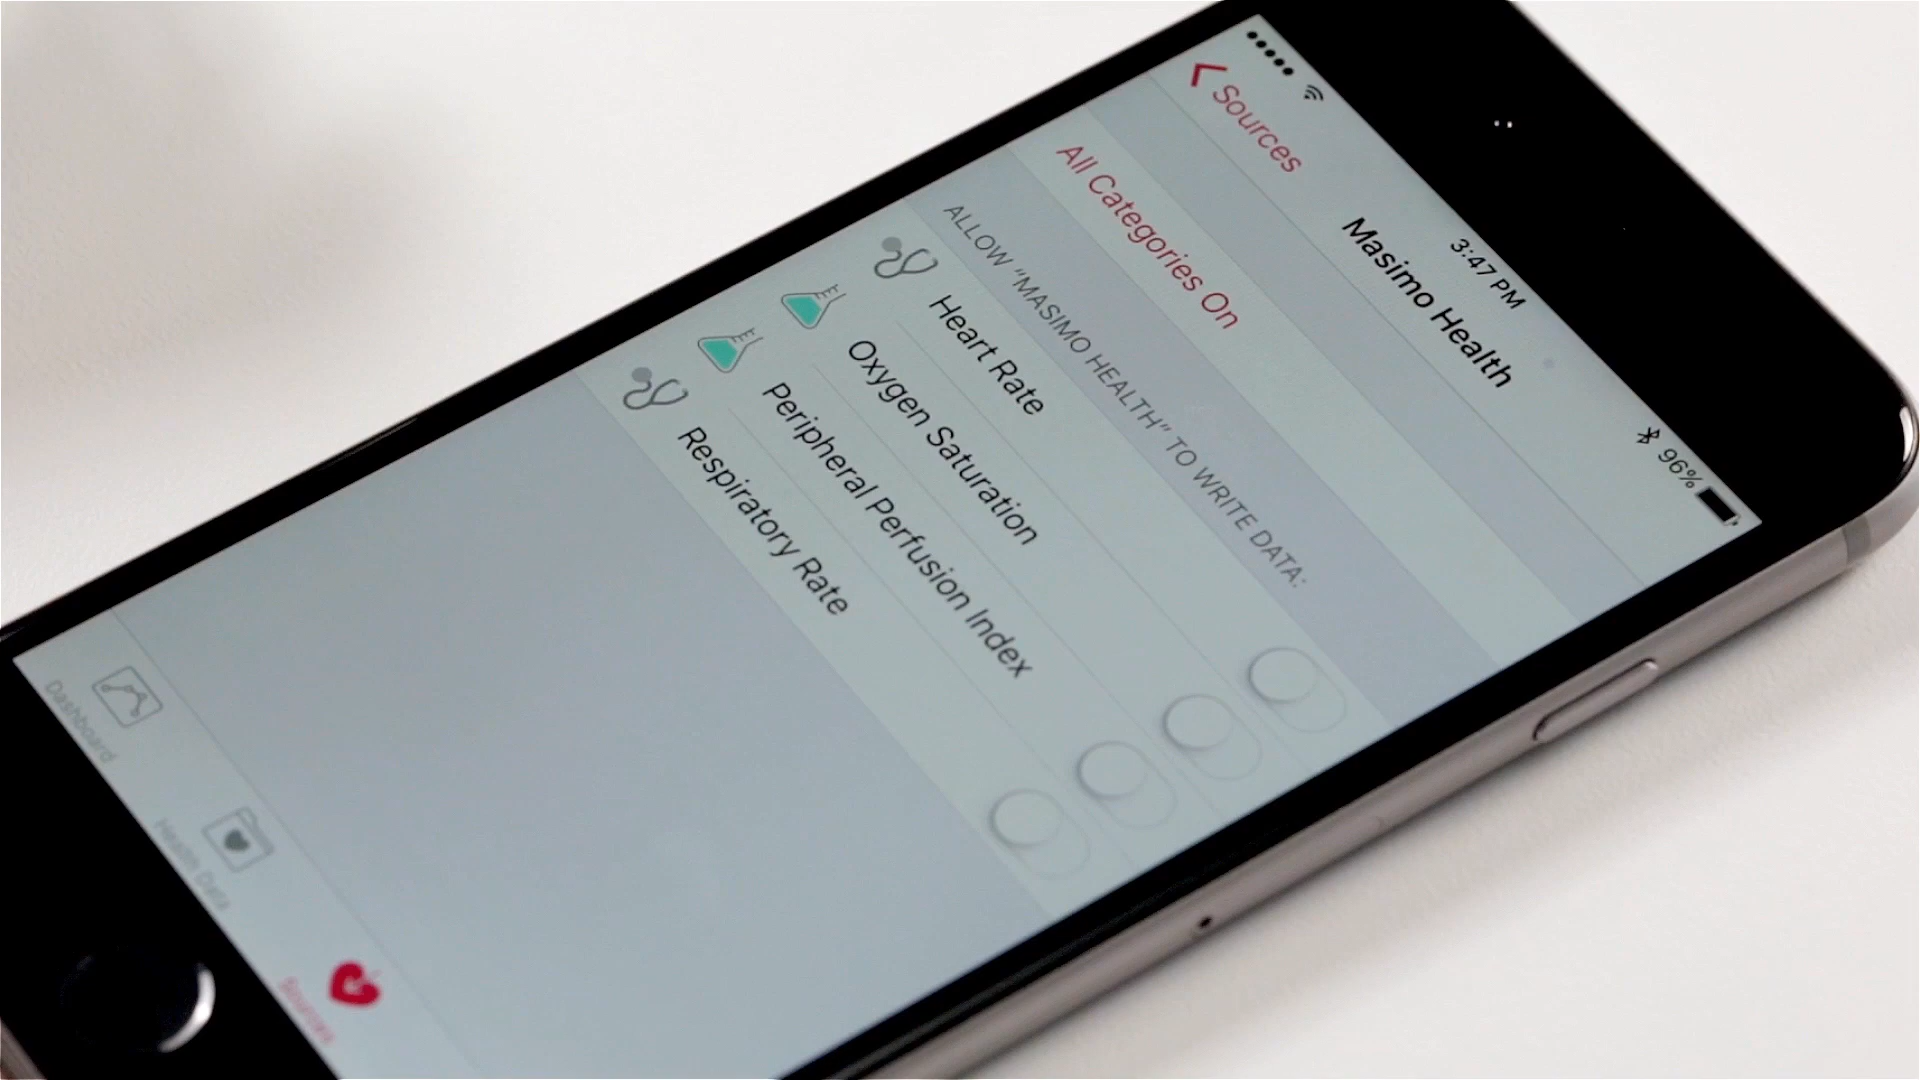 3:47 PM
96%
Sources
Masimo Health
All Categories On
ALLOW "MASIMO HEALTH" TO WRITE DATA:
Heart Rate
Oxygen Saturation
Peripheral Perfusion Index
Respiratory Rate
Dashboard
Health Data
Sources